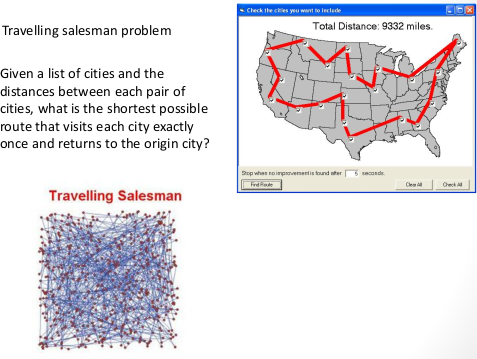 Travelling salesman problem
Given a list of cities and the
distances between each pair of
cities, what is the shortest possible
route that visits each city exactly
once and returns to the origin city?
Check the cities you want to include
Total Distance: 9332 miles.
Stop when no improvement is found after 5 seconds.
Find Route Clear All Check All
Travelling Salesman